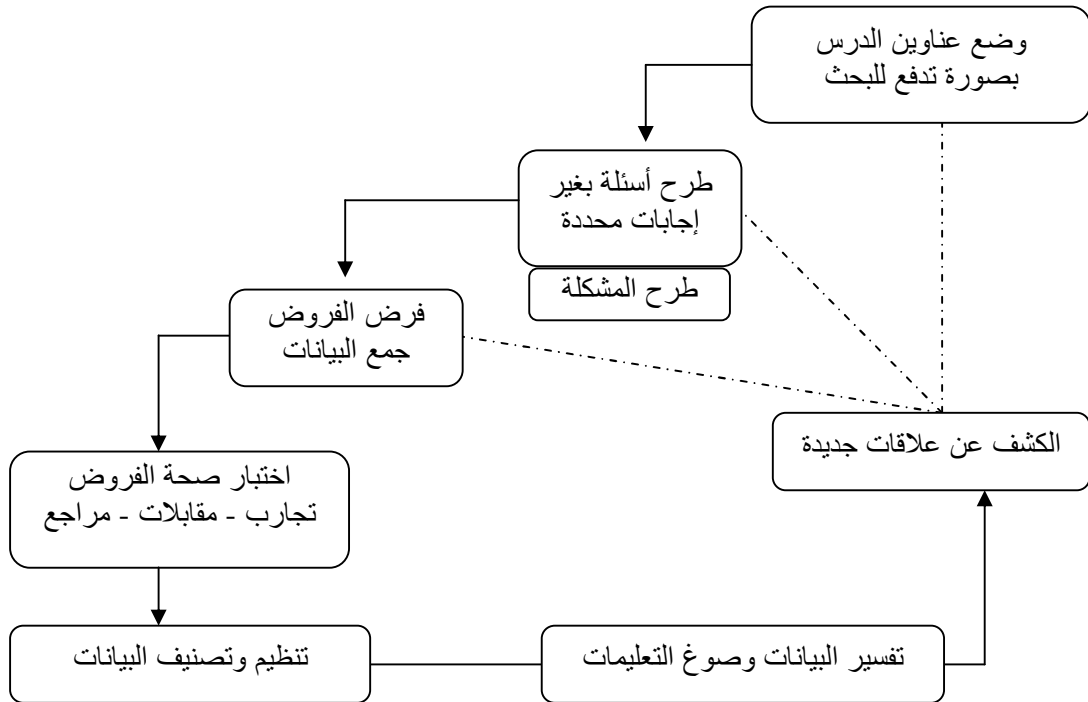 وضع عناوين الدرس
بصورة تدفع للبحث
طرح أسئلة بغير
إجابات محددة
طرح المشكلة
فرض الفروض
جمع البيانات
الكشف عن علاقات جديدة
اختبار صحة الفروض
تجارب - مقابلات - مراجع
تنظيم وتصنيف البيانات
تفسير البيانات وصوغ التعليمات